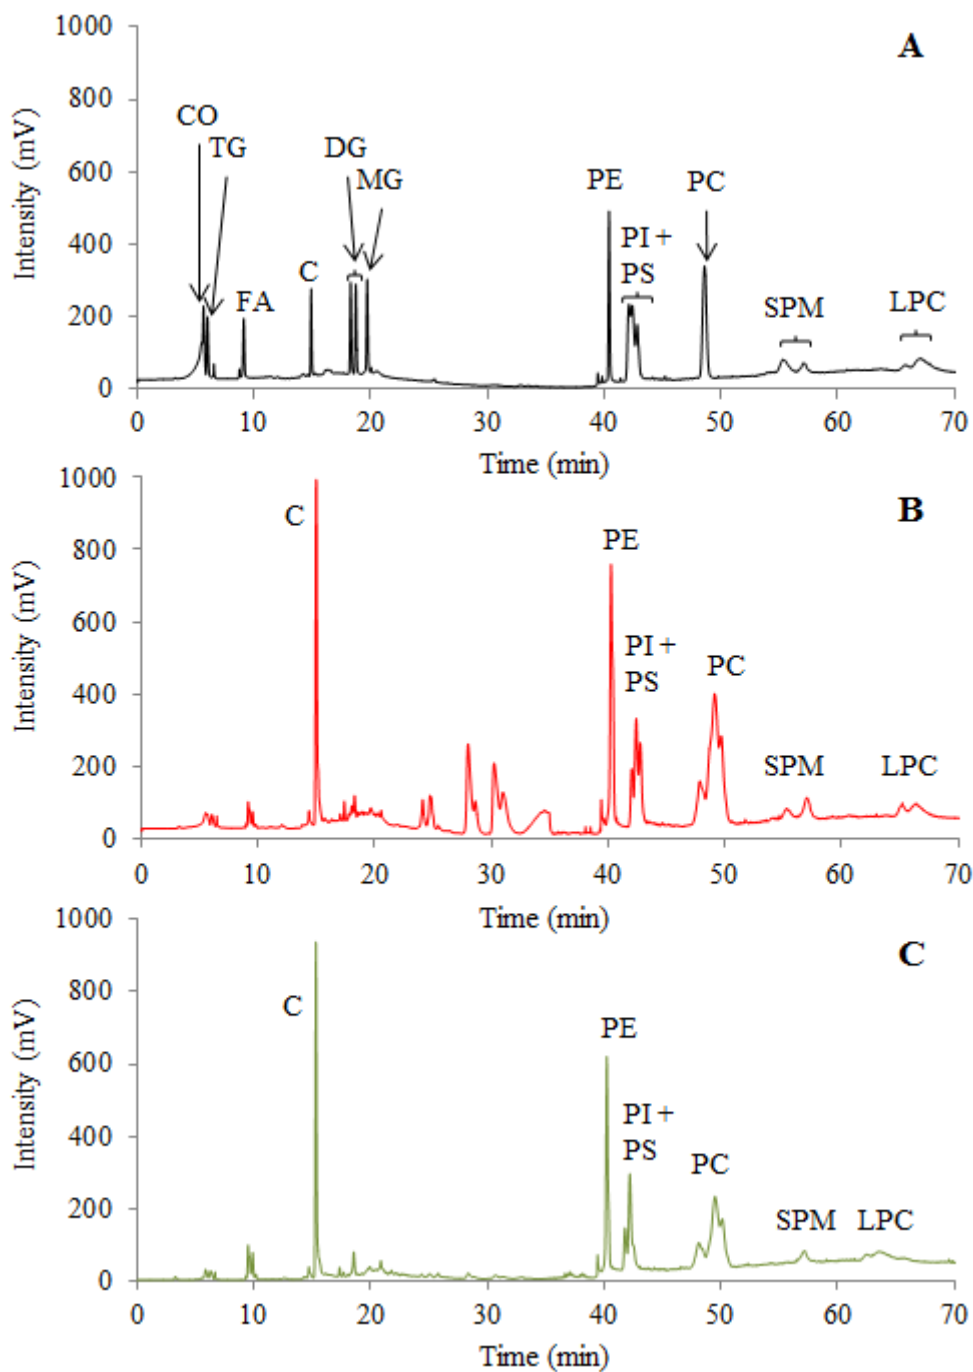 1000
A
800
CO
TG
DG
MG
600
PE
PC
400
PI +
PS
C
FA
200
SPM
LPC
0
0 10 20 30 40 50 60 70
Time (min)
Intensity (mV)
1000
B
C
800
PE
600
PI +
PS
PC
400
200
SPM
LPC
0
0 10 20 30 40 50 60 70
Time (min)
Intensity (mV)
1000
C
800
C
PE
600
PI +
PS
400
PC
200
SPM LPC
0
0 10 20 30 40 50 60 70
Time (min)
Intensity (mV)